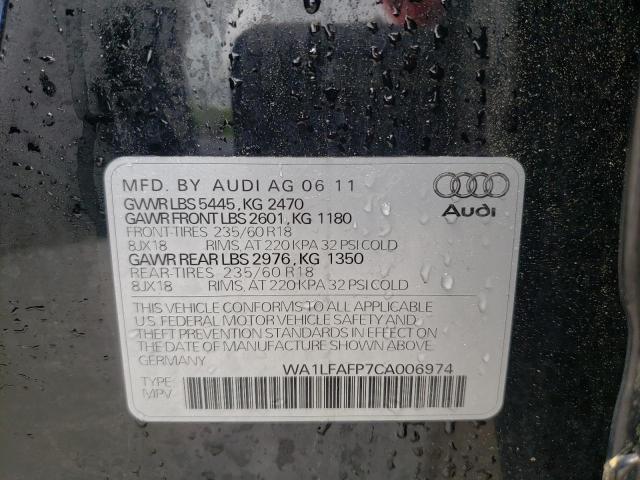 MFD. BY AUDI AG 06 11
GVWR LBS 5445, KG 2470
GAWR FRONT LBS 2601, KG 1180
FRONT-TIRES 235/60 R18
8JX18 RIMS, AT 220 KPA 32 PSI COLD
GAWR REAR LBS 2976, KG 1350
REAR-TIRES 235/60 R18
8JX18 RIMS, AT 220 KPA 32 PSI COLD
Audi
THIS VEHICLE CONFORMS TO ALL APPLICABLE
U.S. FEDERAL MOTOR VEHICLE SAFETY AND
THEFT PREVENTION STANDARDS IN EFFECT ON
THE DATE OF MANUFACTURE SHOWN ABOVE.
GERMANY WA1LFAFP7CA006974
TYPE:
MPV